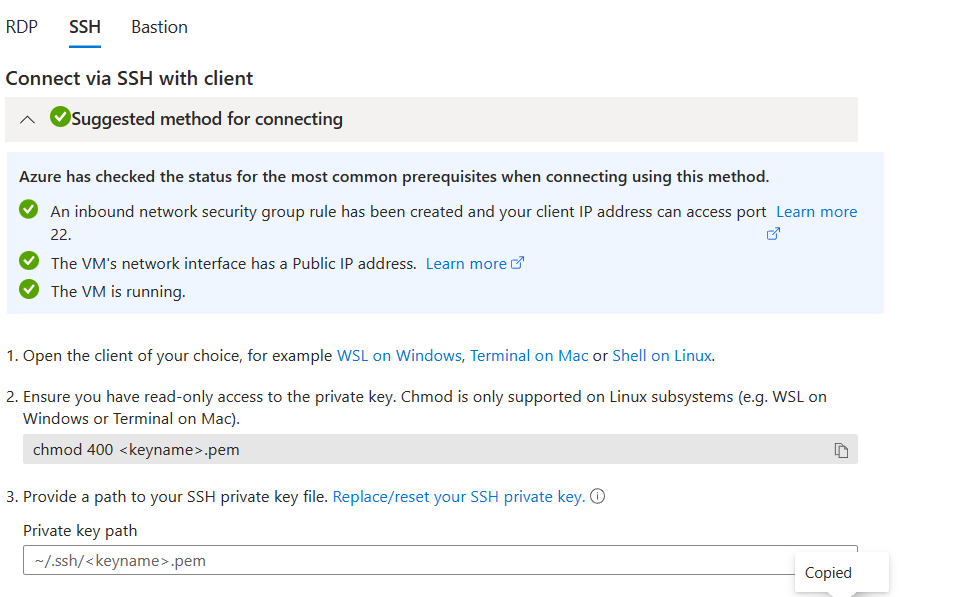 RDP SSH Bastion
Connect via SSH with client
Suggested method for connecting
Azure has checked the status for the most common prerequisites when connecting using this method.
An inbound network security group rule has been created and your client IP address can access port Learn more
22.
The VM's network interface has a Public IP address. Learn more
The VM is running.
1. Open the client of your choice, for example WSL on Windows, Terminal on Mac or Shell on Linux.
2. Ensure you have read-only access to the private key. Chmod is only supported on Linux subsystems (e.g. WSL on
Windows or Terminal on Mac).
chmod 400 <keyname>.pem
3. Provide a path to your SSH private key file. Replace/reset your SSH private key.
Private key path
~/.ssh/<keyname>.pem
Copied